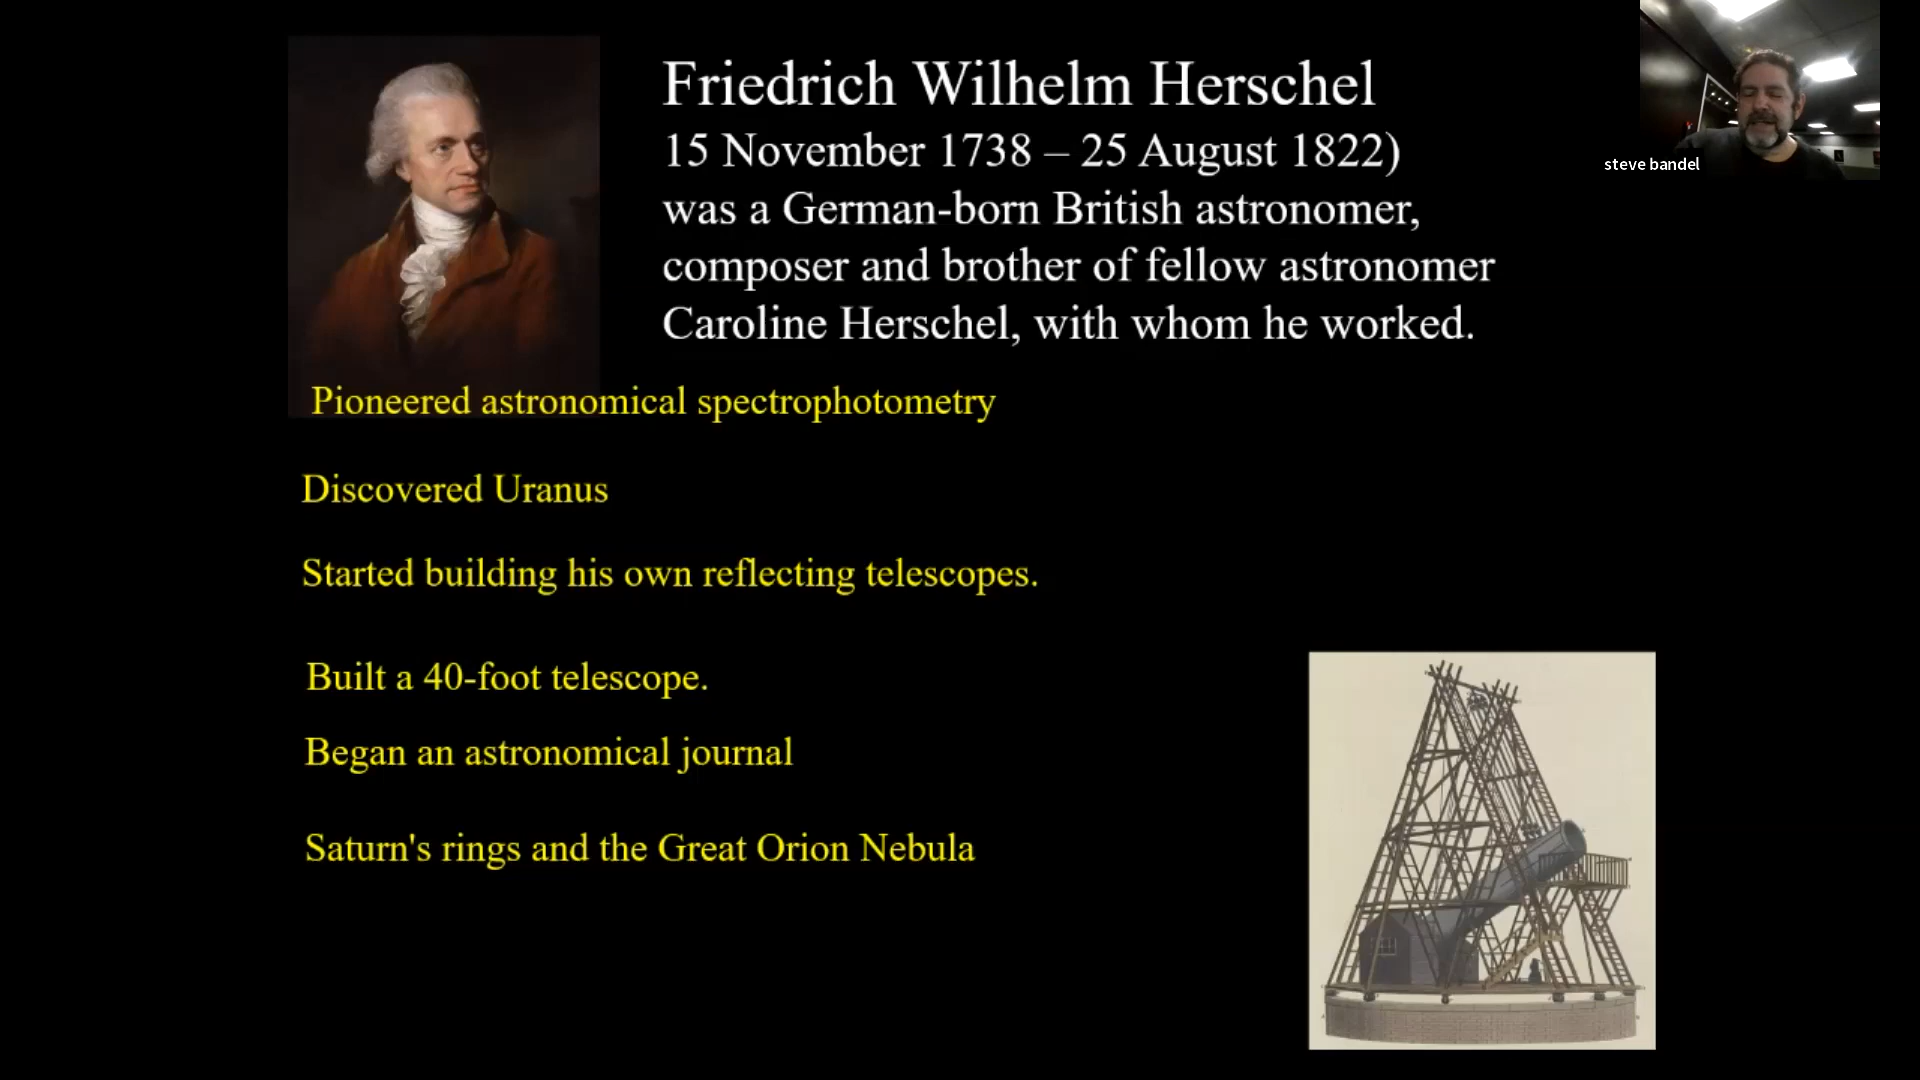 Friedrich Wilhelm Herschel
15 November 1738 – 25 August 1822)
was a German-born British astronomer,
composer and brother of fellow astronomer
Caroline Herschel, with whom he worked.
steve bandel
Pioneered astronomical spectrophotometry
Discovered Uranus
Started building his own reflecting telescopes.
Built a 40-foot telescope.
Began an astronomical journal
Saturn's rings and the Great Orion Nebula